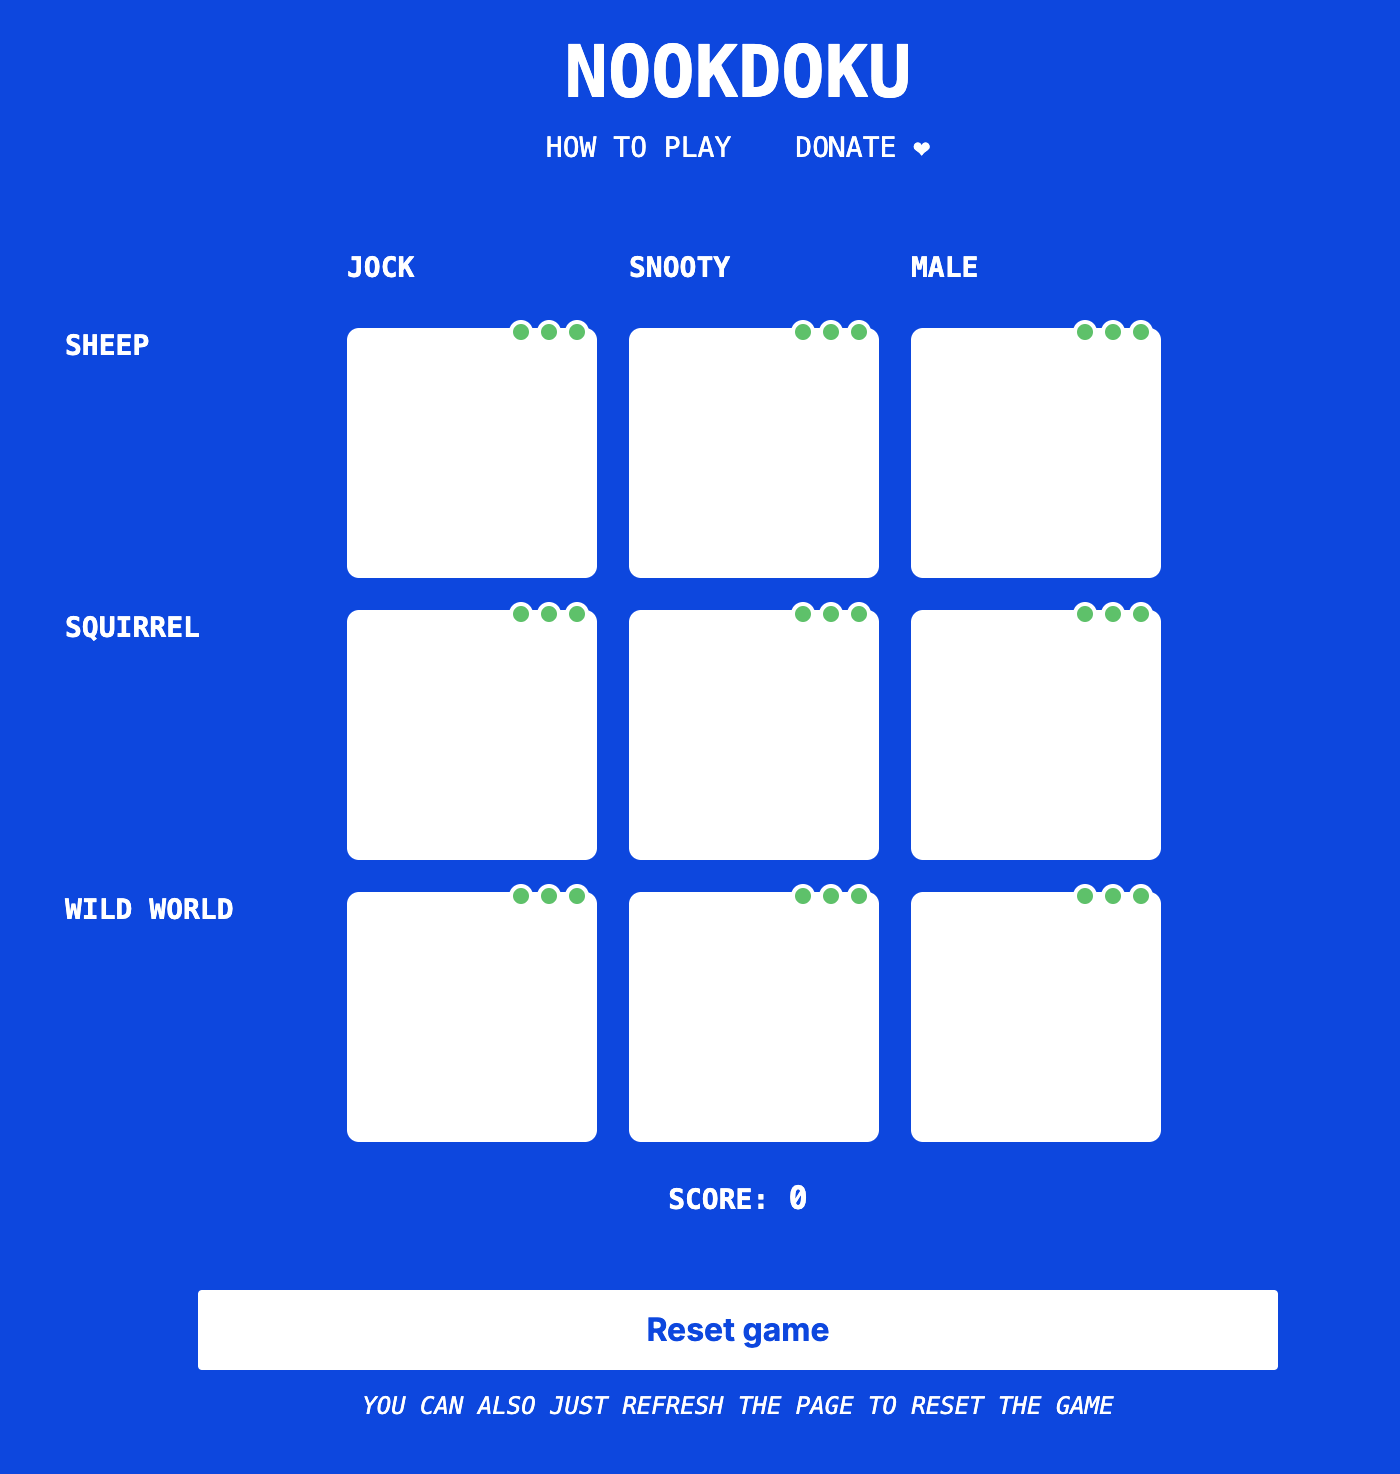 NOOKDOKU
HOW TO PLAY DONATE ❤
JOCK SNOOTY MALE
SHEEP
SQUIRREL
WILD WORLD
SCORE: 0
Reset game
YOU CAN ALSO JUST REFRESH THE PAGE TO RESET THE GAME